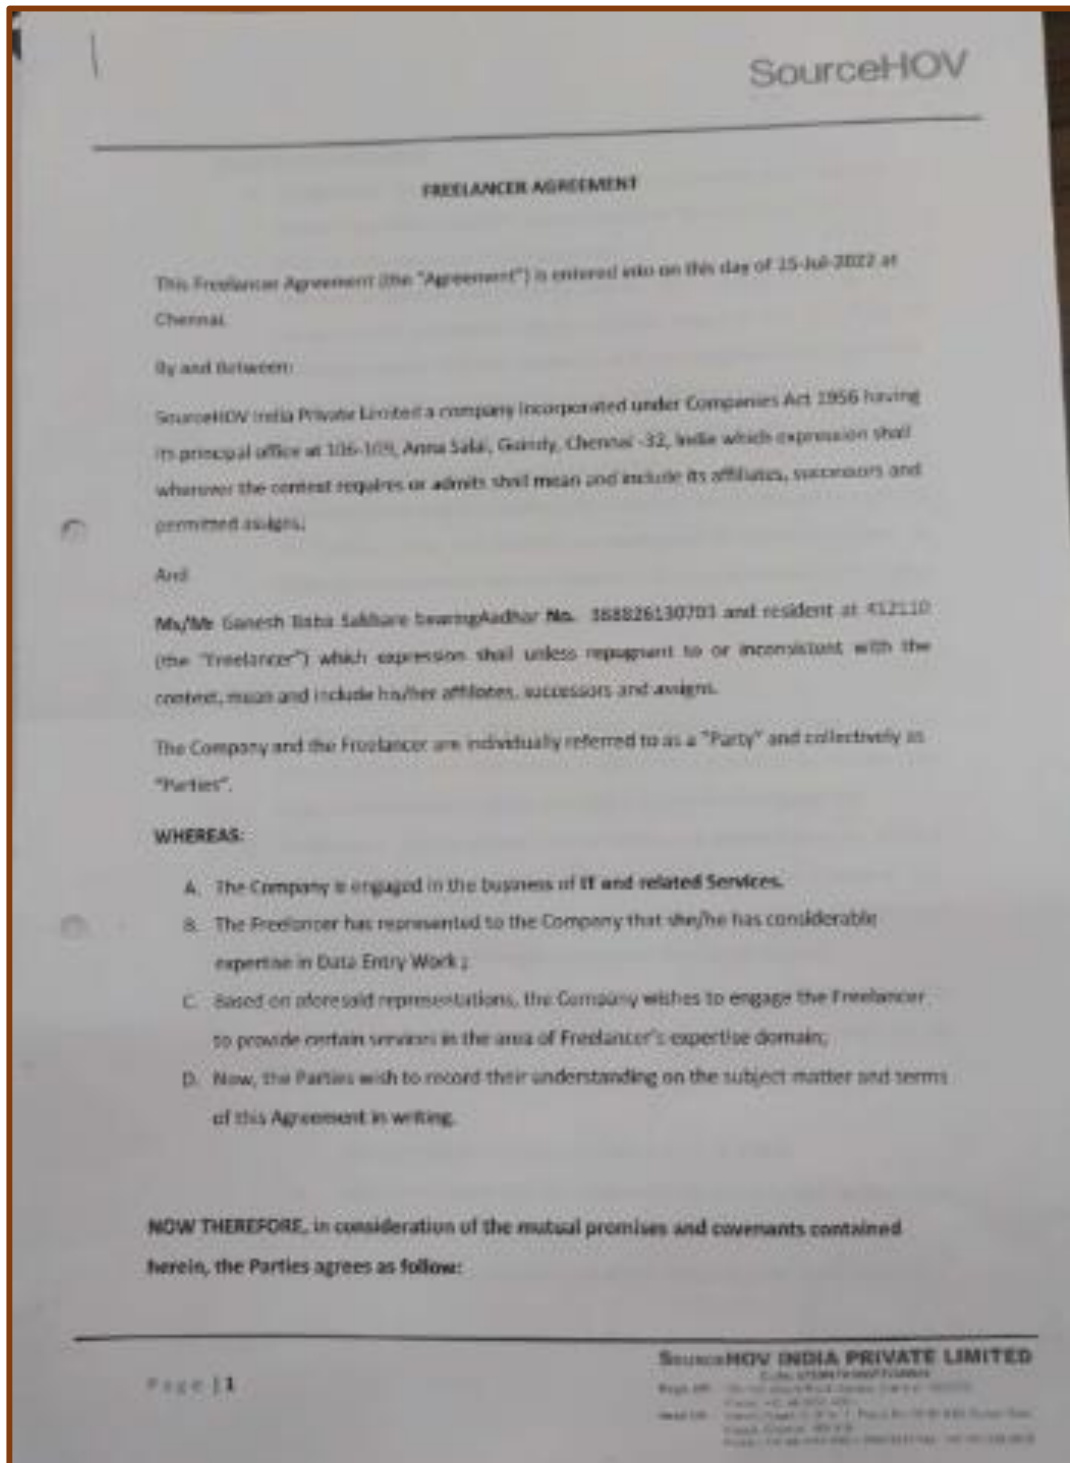 SourceHOV
FREELANCER AGREEMENT
This Freelancer Agreement (the "Agreement") is entered into on this day of 15-Jul-2022 at
Chennai.
By and Between:
SourceHOV India Private Limited a company incorporated under Companies Act 1956 having
its principal office at 106-109, Anna Salai, Guindy, Chennai -32, India which expression shall
wherever the context requires or admits shall mean and include its affiliates, successors and
permitted assigns;
And
Ms/Mr Ganesh Baba Sakhare bearingAadhar No. 368826130703 and resident at 412110
(the "Freelancer") which expression shall unless repugnant to or inconsistent with the
context, mean and include his/her affiliates, successors and assigns.
The Company and the Freelancer are individually referred to as a "Party" and collectively as
"Parties".
WHEREAS:
A. The Company is engaged in the business of IT and related Services.
B. The Freelancer has represented to the Company that she/he has considerable
expertise in Data Entry Work ;
C. Based on aforesaid representations, the Company wishes to engage the Freelancer
to provide certain services in the area of Freelancer's expertise domain;
D. Now, the Parties wish to record their understanding on the subject matter and terms
of this Agreement in writing.
NOW THEREFORE, in consideration of the mutual promises and covenants contained
herein, the Parties agrees as follow:
Page | 1
SOURCEHOV INDIA PRIVATE LIMITED